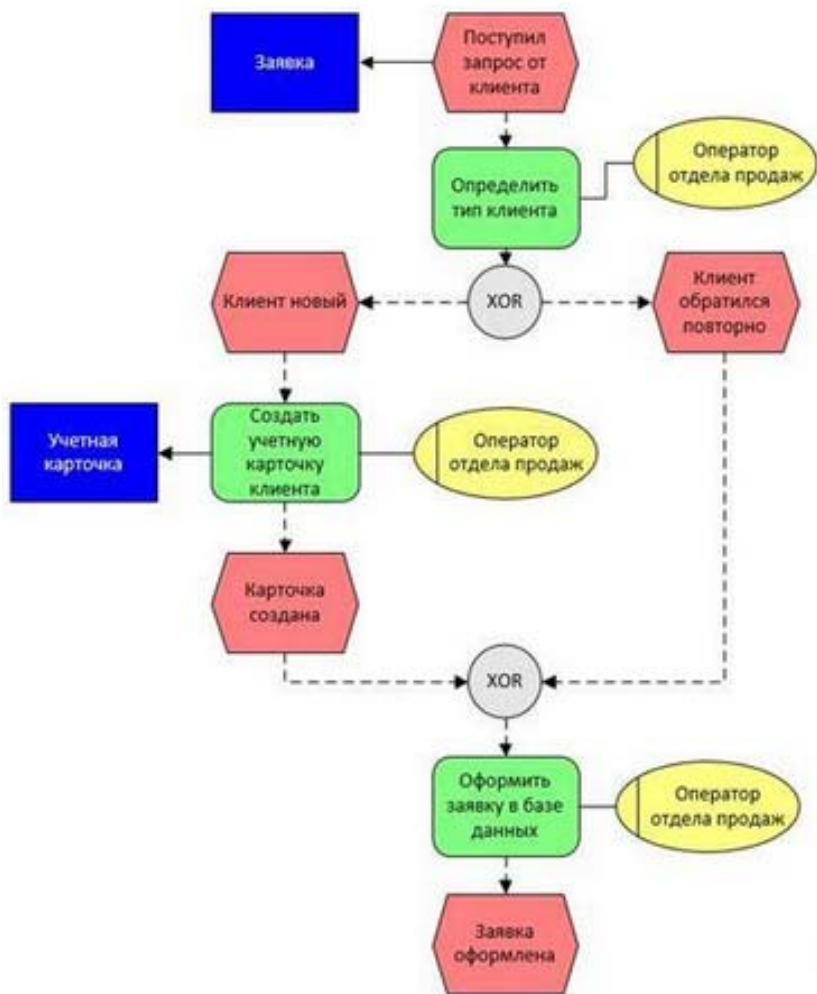 Заявка
Поступил
запрос от
клиента
Определить
тип клиента
Оператор
отдела продаж
Клиент новый
XOR
Клиент
обратился
повторно
Учетная
карточка
Создать
учетную
карточку
клиента
Оператор
отдела продаж
Карточка
создана
XOR
Оформить
заявку в базе
данных
Оператор
отдела продаж
Заявка
оформлена